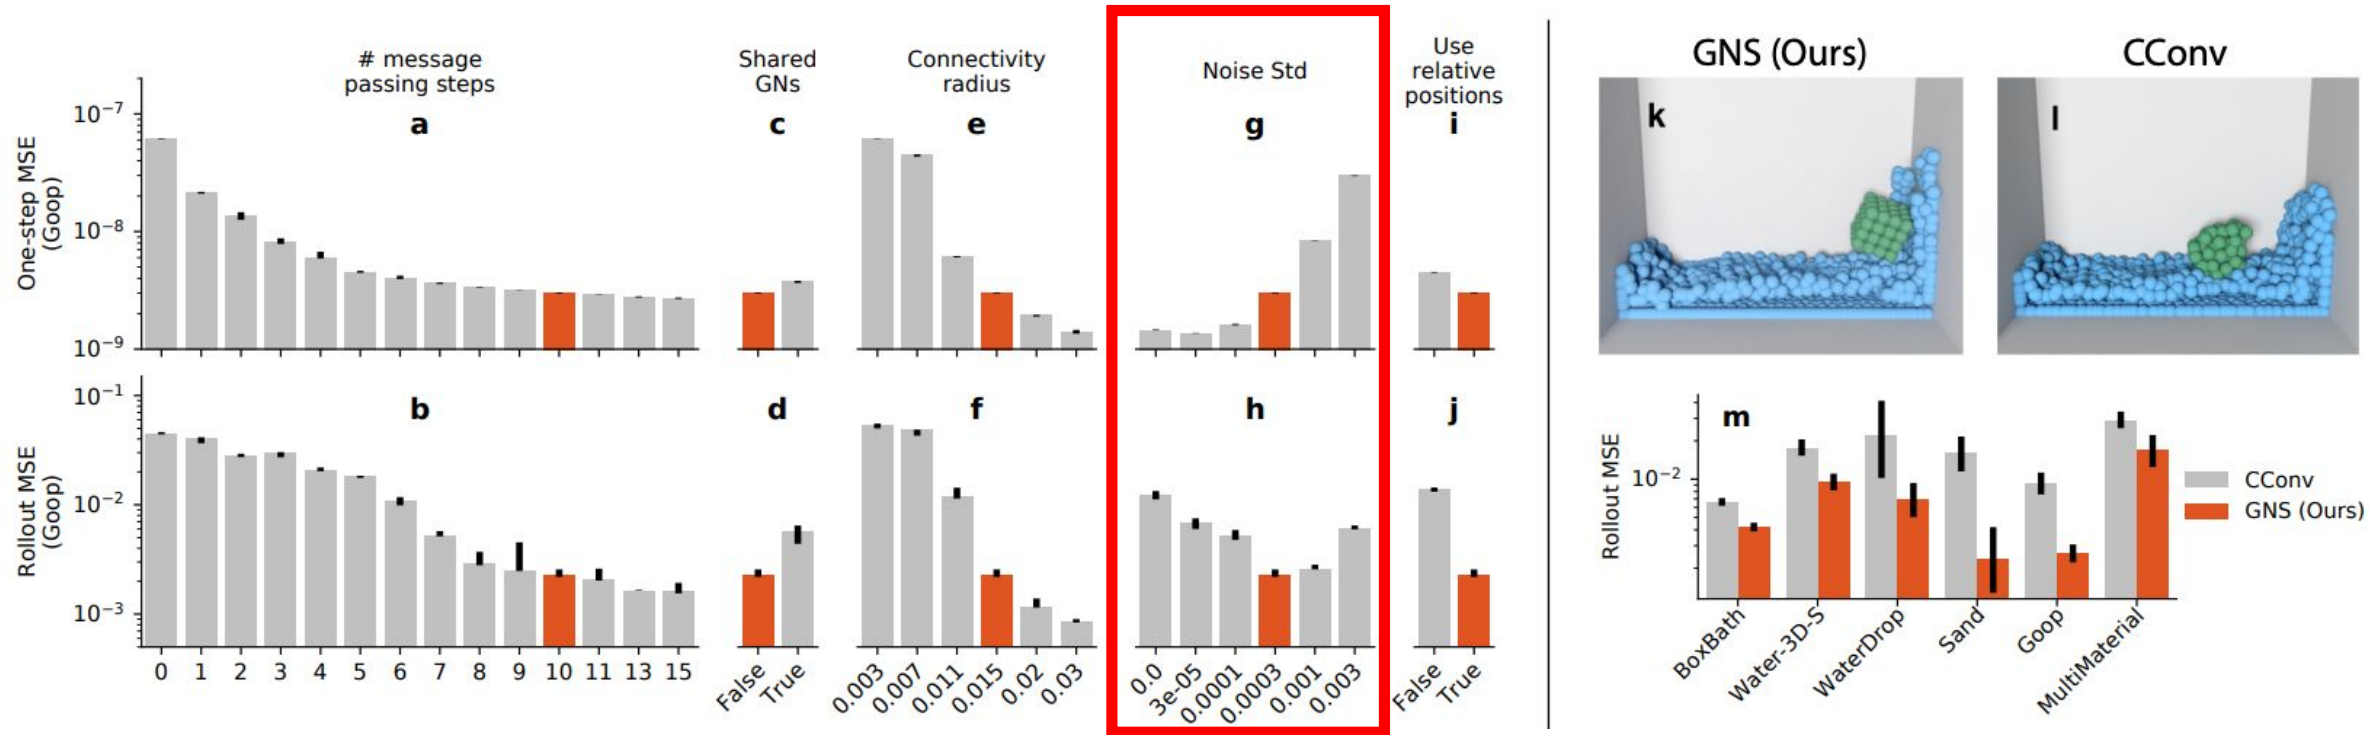 # message
passing steps
Shared
GNs
Connectivity
radius
Noise Std
Use
relative
positions
a
c
e
g
i
One-step MSE
(Goop)
10⁻⁷
10⁻⁸
10⁻⁹
b
d
f
h
j
Rollout MSE
(Goop)
10⁻¹
10⁻²
10⁻³
0 1 2 3 4 5 6 7 8 9 10 11 13 15
False True
0.003 0.007 0.011 0.015 0.02 0.03
0.0 3e-05 0.0001 0.0003 0.001 0.003
False True
GNS (Ours)
CConv
k
l
m
Rollout MSE
10⁻²
CConv
GNS (Ours)
BoxBath Water-3D-S WaterDrop Sand Goop MultiMaterial